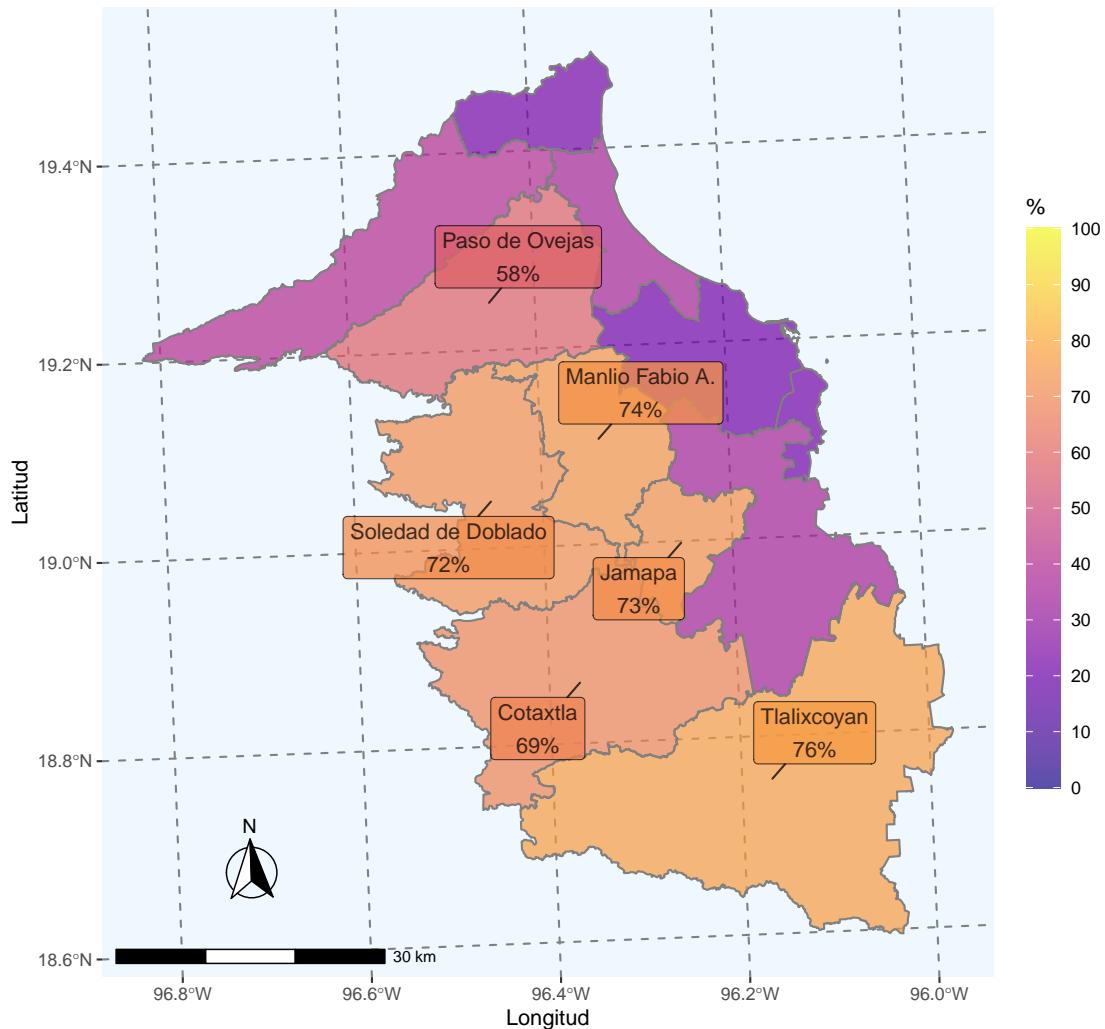 %
100
90
80
70
60
50
40
30
20
10
0
19.4°N
19.2°N
19.0°N
18.8°N
18.6°N
Latitud
Paso de Ovejas
58%
Manlio Fabio A.
74%
Soledad de Doblado
72%
Jamapa
73%
Cotaxtla
69%
Tlalixcoyan
76%
N
30 km
96.8°W
96.6°W
96.4°W
96.2°W
96.0°W
Longitud